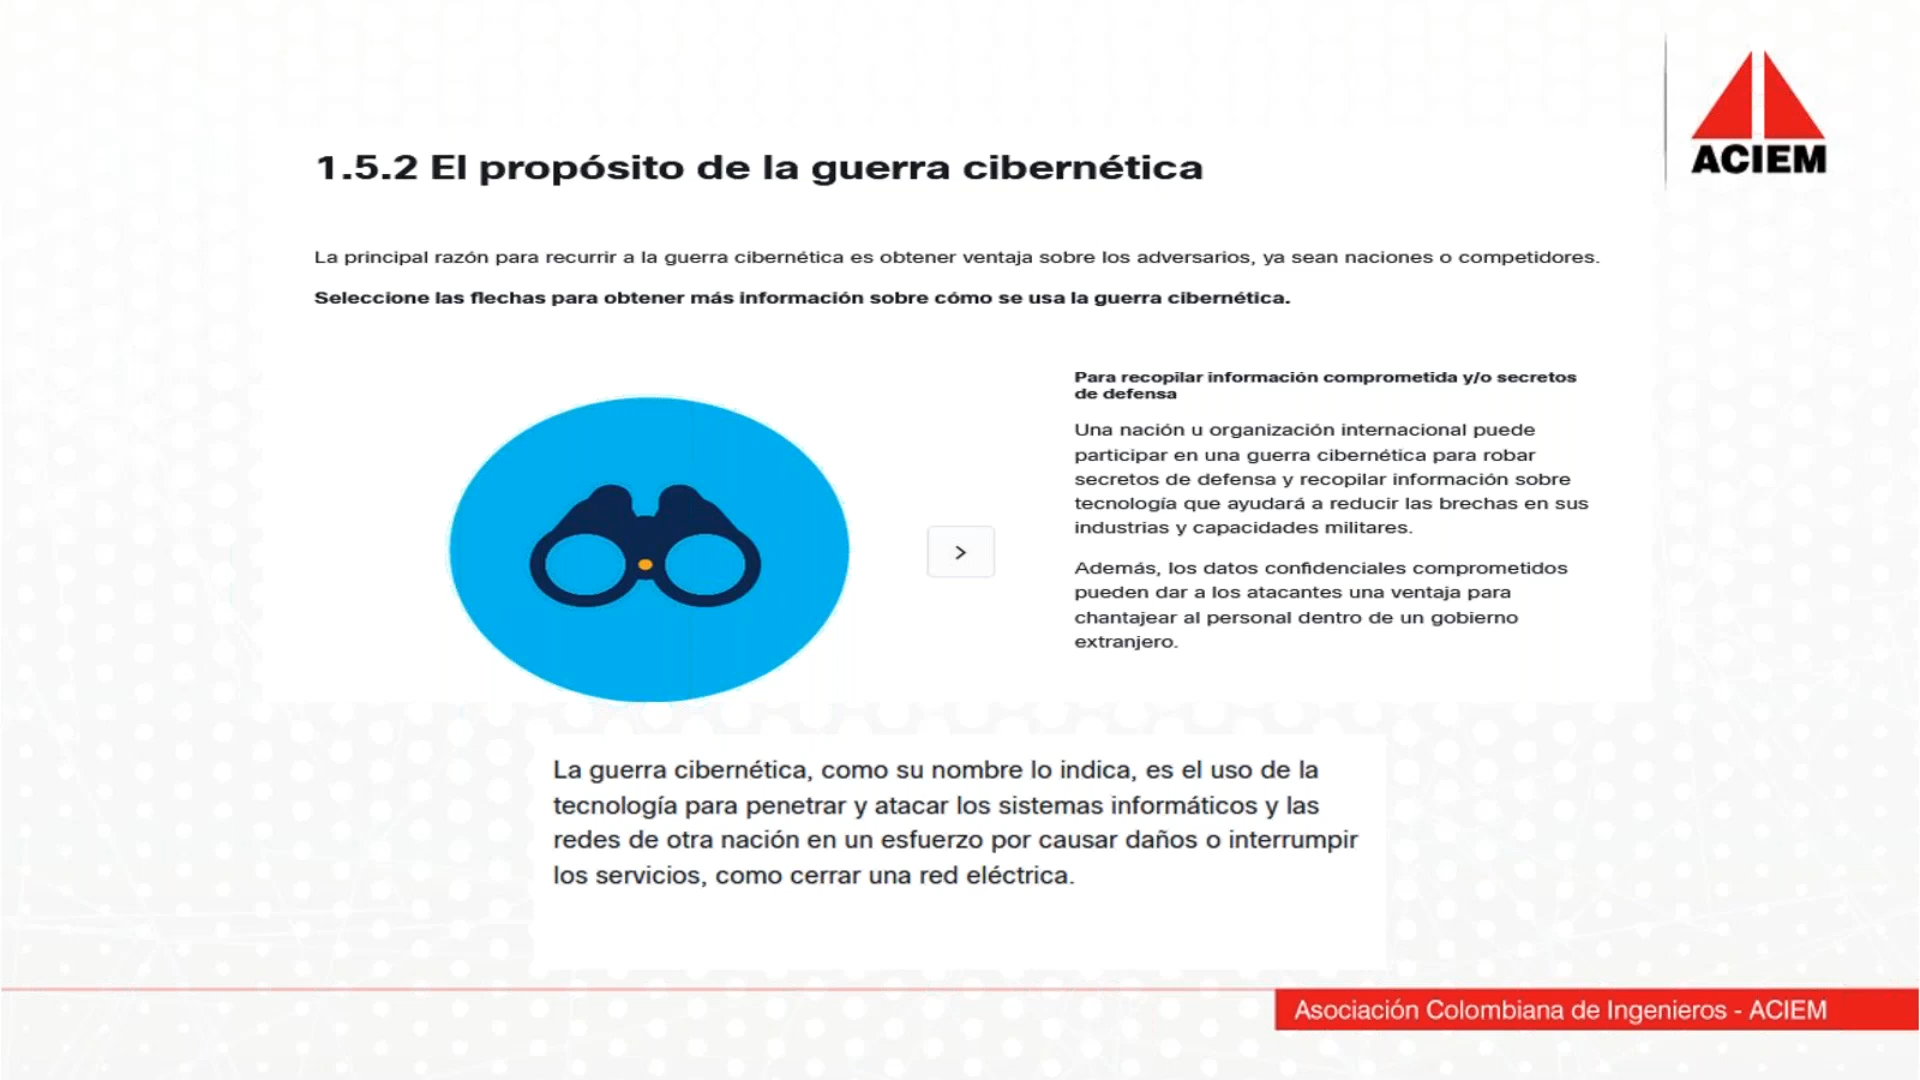 ACIEM
1.5.2 El propósito de la guerra cibernética
La principal razón para recurrir a la guerra cibernética es obtener ventaja sobre los adversarios, ya sean naciones o competidores.
Seleccione las flechas para obtener más información sobre cómo se usa la guerra cibernética.
Para recopilar información comprometida y/o secretos
de defensa
Una nación u organización internacional puede
participar en una guerra cibernética para robar
secretos de defensa y recopilar información sobre
tecnología que ayudará a reducir las brechas en sus
industrias y capacidades militares.
Además, los datos confidenciales comprometidos
pueden dar a los atacantes una ventaja para
chantajear al personal dentro de un gobierno
extranjero.
La guerra cibernética, como su nombre lo indica, es el uso de la
tecnología para penetrar y atacar los sistemas informáticos y las
redes de otra nación en un esfuerzo por causar daños o interrumpir
los servicios, como cerrar una red eléctrica.
Asociación Colombiana de Ingenieros - ACIEM